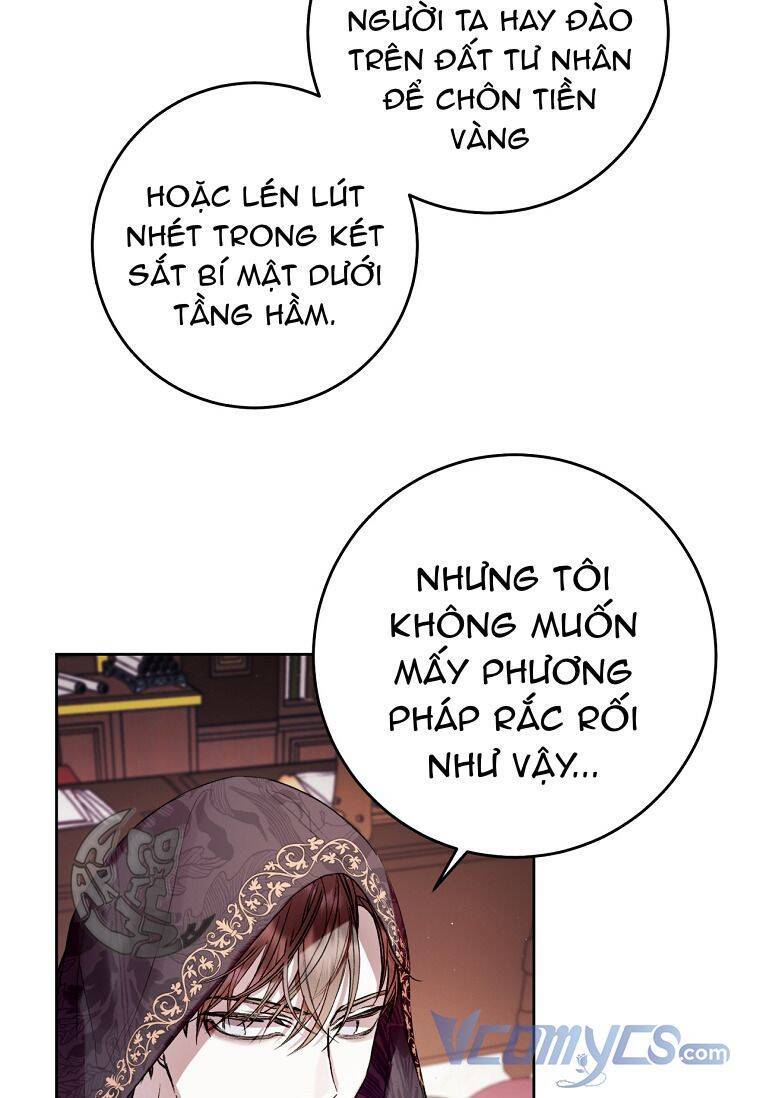 NGƯỜI TA HAY ĐÀO
TRÊN ĐẤT TƯ NHÂN
ĐỂ CHÔN TIỀN
VÀNG
HOẶC LÉN LÚT
NHÉT TRONG KÉT
SẮT BÍ MẬT DƯỚI
TẦNG HẦM.
NHƯNG TÔI
KHÔNG MUỐN
MẤY PHƯƠNG
PHÁP RẮC RỐI
NHƯ VẬY...
VCOMYCS.com